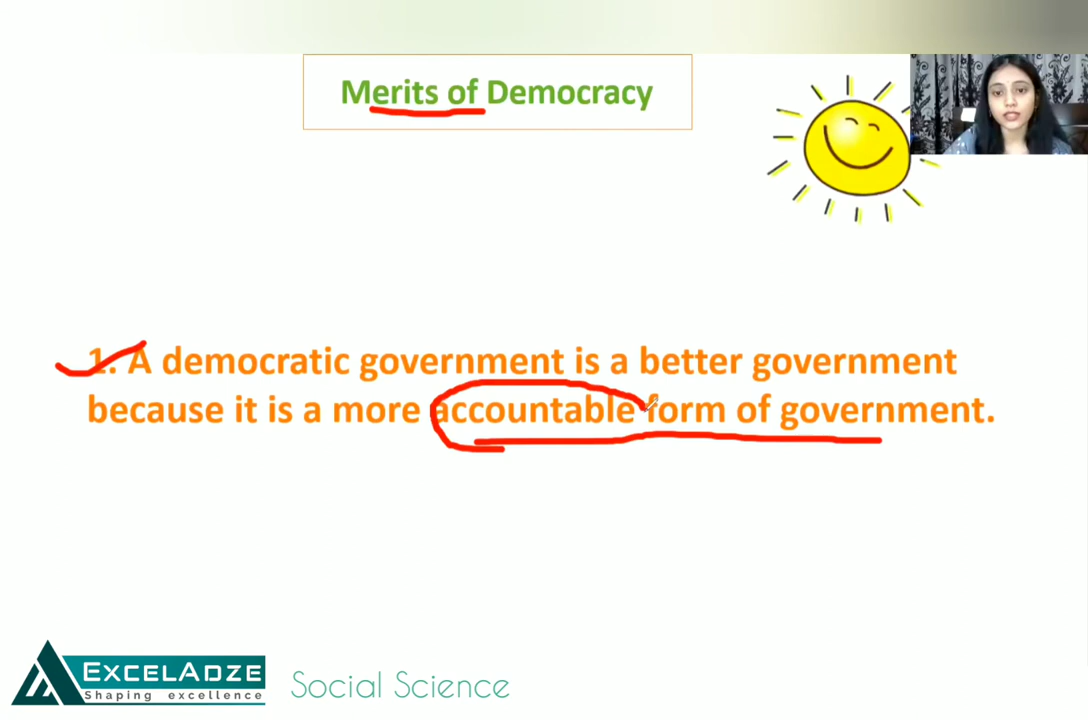 Merits of Democracy
1. A democratic government is a better government
because it is a more accountable form of government.
EXCELADZE
Shaping excellence
Social Science